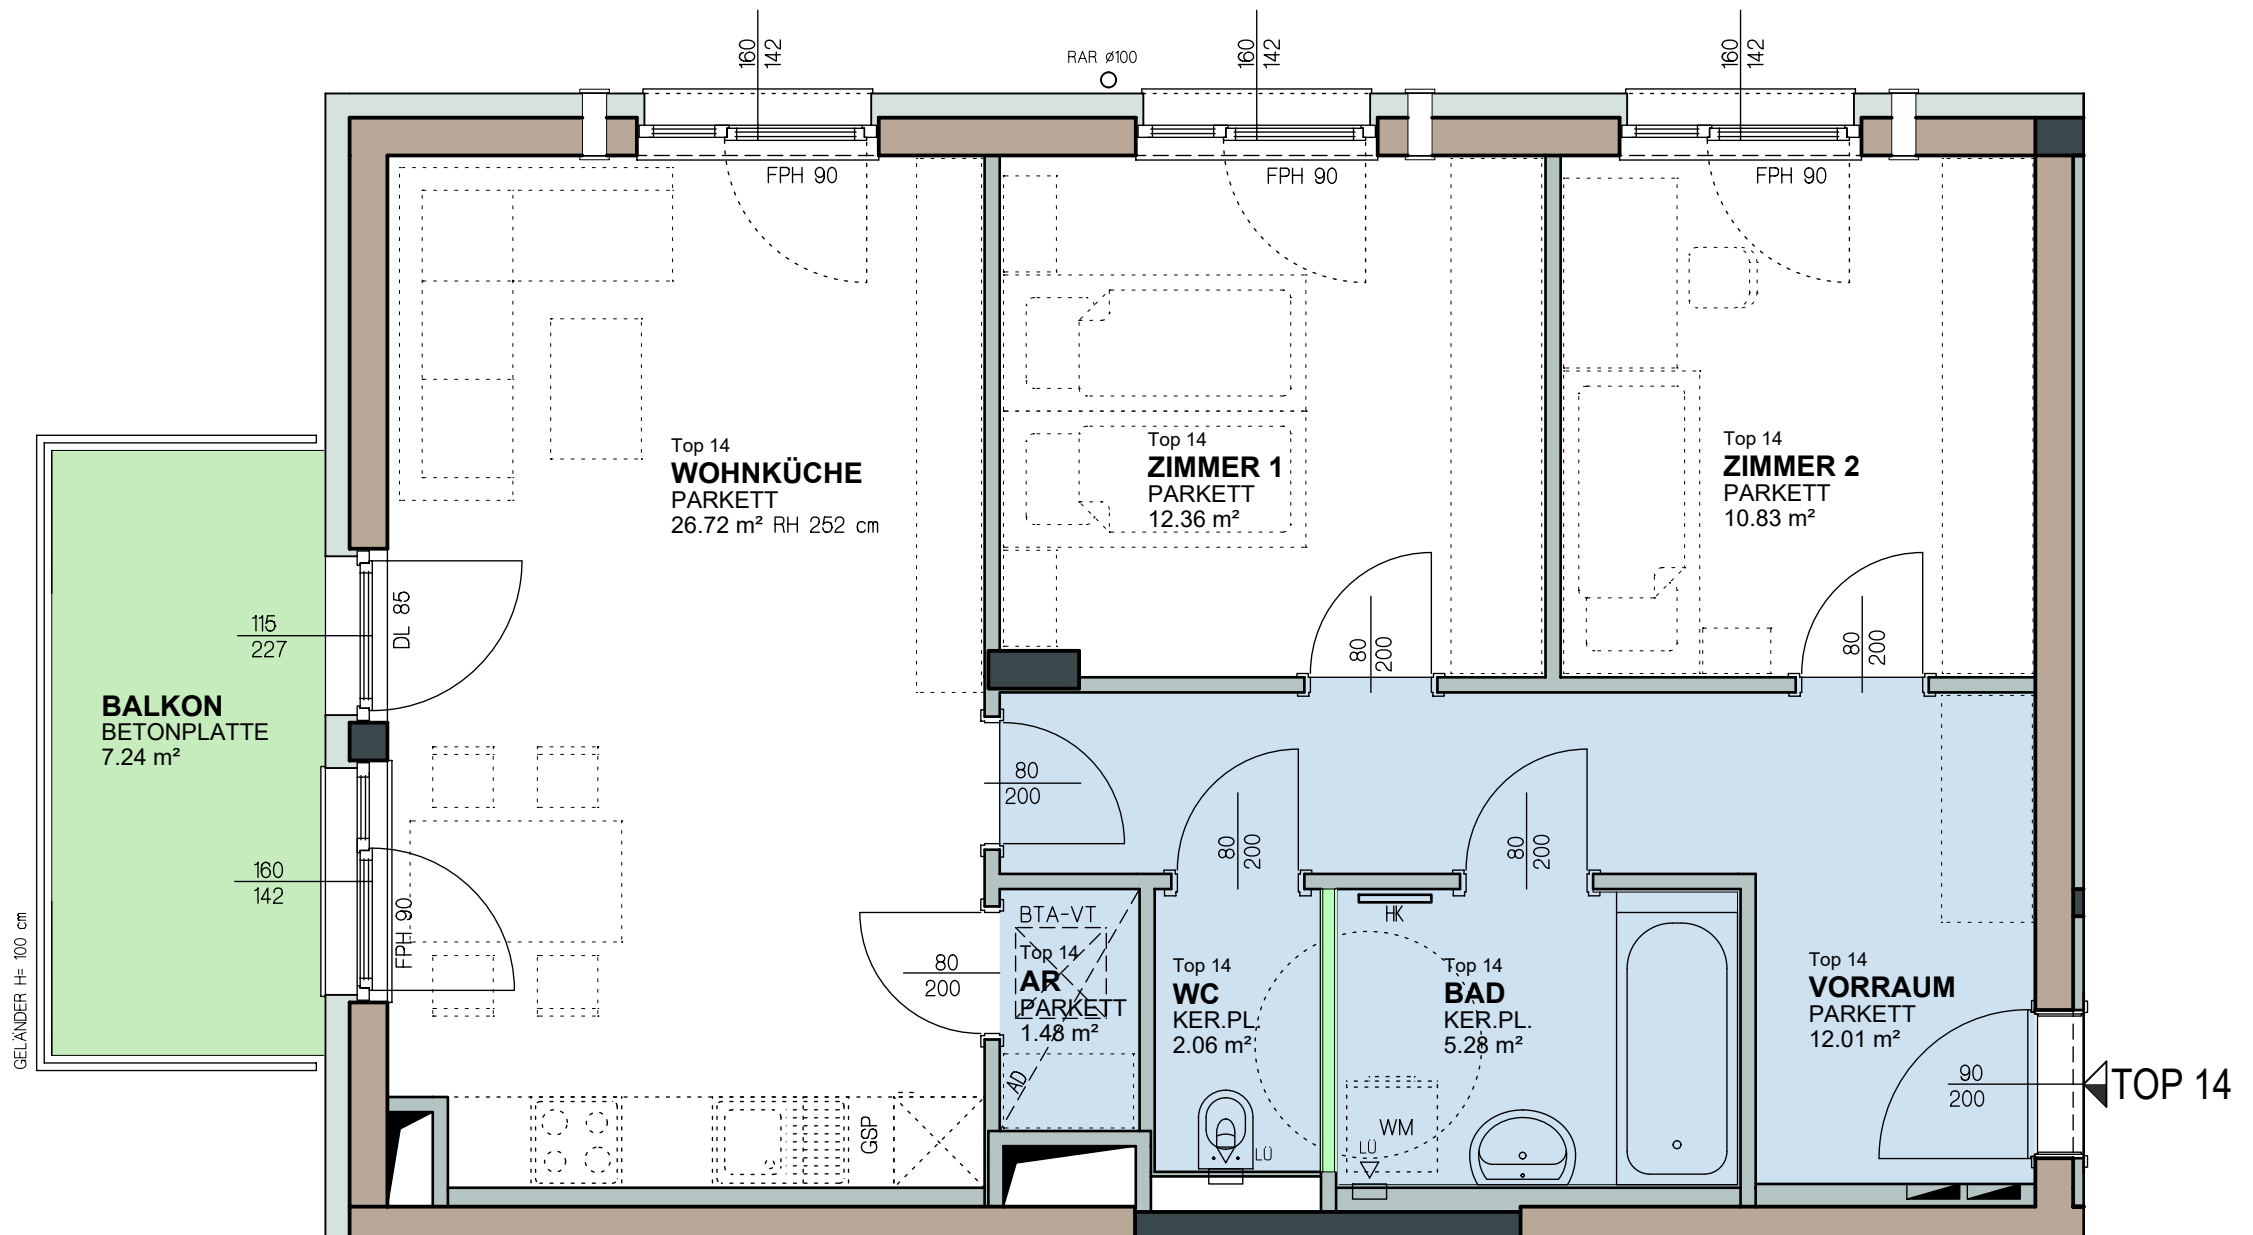 160
142
RAR ø100
160
142
160
142
FPH 90
FPH 90
FPH 90
Top 14
WOHNKÜCHE
PARKETT
26.72 m² RH 252 cm
Top 14
ZIMMER 1
PARKETT
12.36 m²
Top 14
ZIMMER 2
PARKETT
10.83 m²
DL 85
115
227
80
200
80
200
BALKON
BETONPLATTE
7.24 m²
80
200
80
200
80
200
160
142
FPH 90
GELÄNDER H= 100 cm
BTA-VT
HK
80
200
Top 14
AR
PARKETT
1.48 m²
AD
Top 14
WC
KER.PL.
2.06 m²
LÜ
Top 14
BAD
KER.PL.
5.28 m²
WM
LÜ
Top 14
VORRAUM
PARKETT
12.01 m²
90
200
TOP 14
GSP